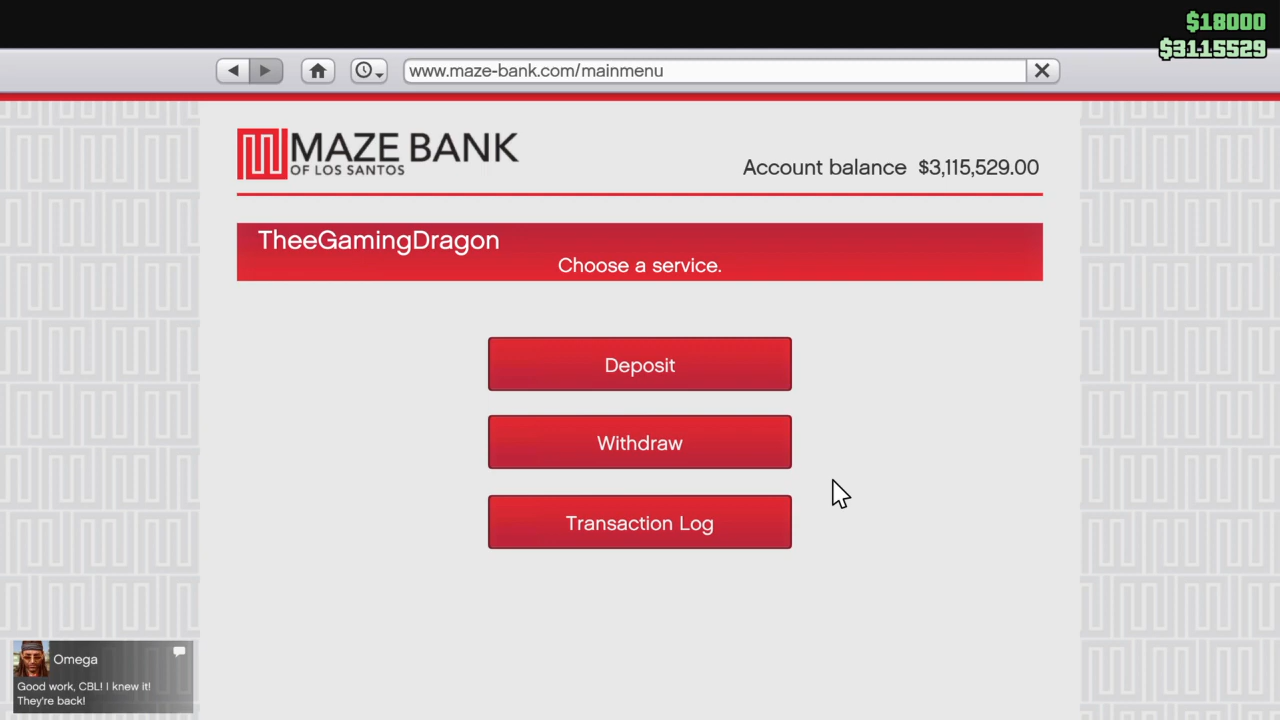 $18000
$3115529
www.maze-bank.com/mainmenu
MAZE BANK
OF LOS SANTOS
Account balance $3,115,529.00
TheeGamingDragon
Choose a service.
Deposit
Withdraw
Transaction Log
Omega
Good work, CBL! I knew it!
They're back!